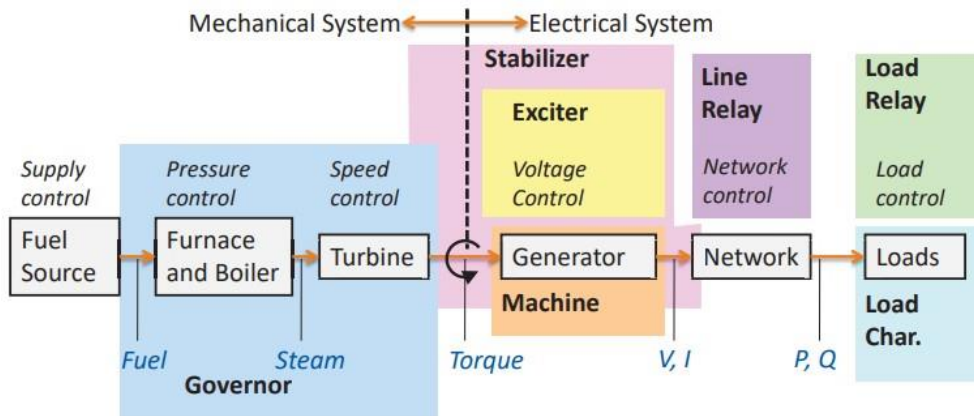 Mechanical System
Electrical System
Stabilizer
Line
Relay
Load
Relay
Exciter
Supply
control
Pressure
control
Speed
control
Voltage
Control
Network
control
Load
control
Fuel
Source
Furnace
and Boiler
Turbine
Generator
Network
Loads
Machine
Load
Char.
Fuel
Steam
Torque
V, I
P, Q
Governor